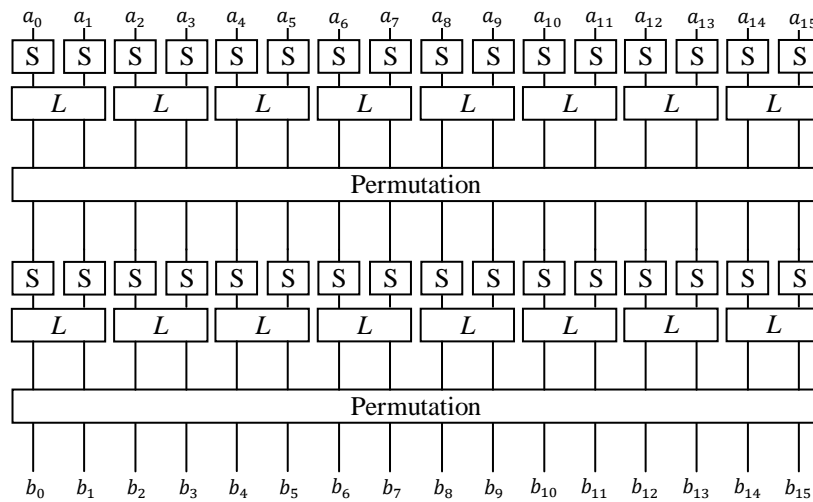 a₀ a₁ a₂ a₃ a₄ a₅ a₆ a₇ a₈ a₉ a₁₀ a₁₁ a₁₂ a₁₃ a₁₄ a₁₅
S S S S S S S S S S S S S S S S
L L L L L L L L
Permutation
S S S S S S S S S S S S S S S S
L L L L L L L L
Permutation
b₀ b₁ b₂ b₃ b₄ b₅ b₆ b₇ b₈ b₉ b₁₀ b₁₁ b₁₂ b₁₃ b₁₄ b₁₅